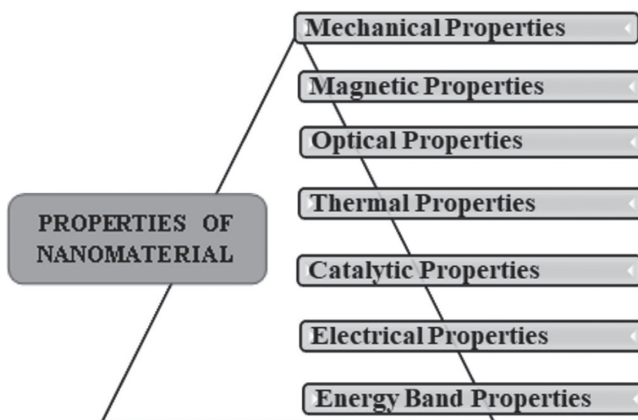 Mechanical Properties
Magnetic Properties
Optical Properties
Thermal Properties
PROPERTIES OF
NANOMATERIAL
Catalytic Properties
Electrical Properties
Energy Band Properties